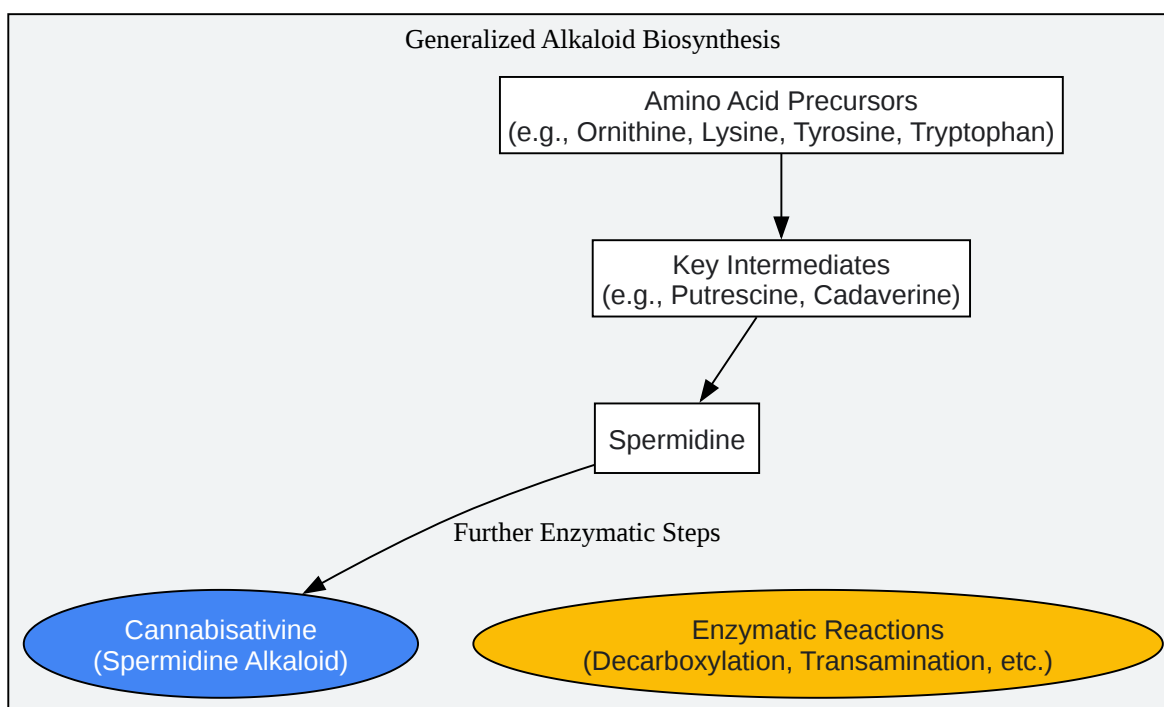 Generalized Alkaloid Biosynthesis
Amino Acid Precursors
(e.g., Ornithine, Lysine, Tyrosine, Tryptophan)
Key Intermediates
(e.g., Putrescine, Cadaverine)
Spermidine
Further Enzymatic Steps
Cannabisativine
(Spermidine Alkaloid)
Enzymatic Reactions
(Decarboxylation, Transamination, etc.)